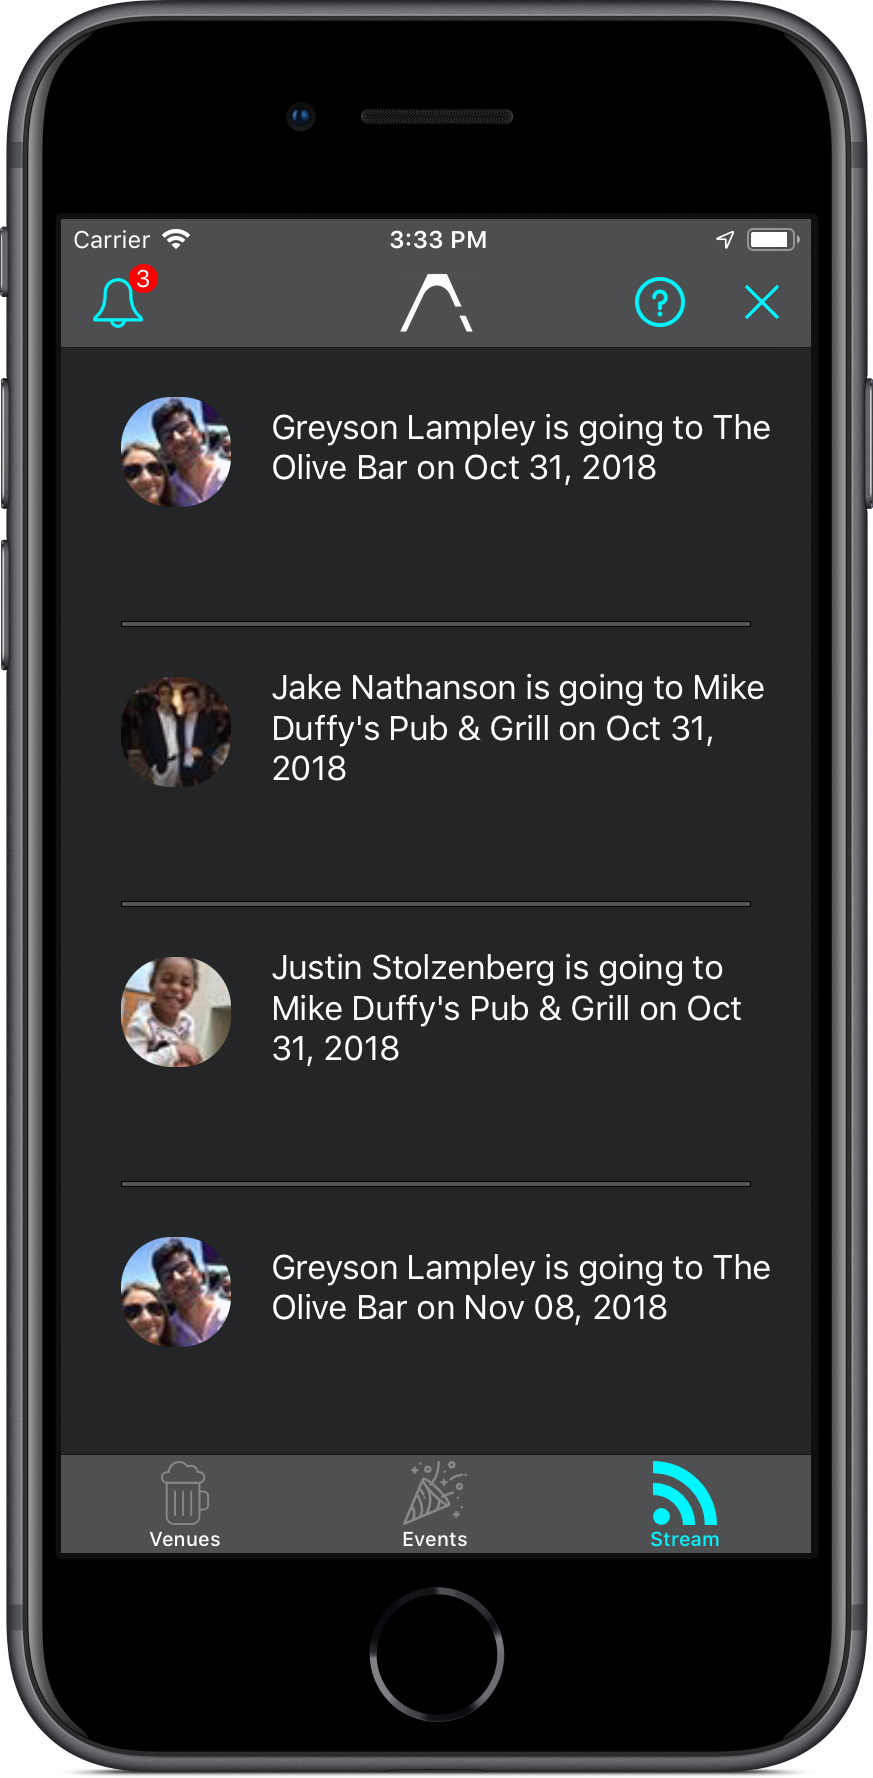 Carrier 3:33 PM
3
?
Greyson Lampley is going to The
Olive Bar on Oct 31, 2018
Jake Nathanson is going to Mike
Duffy's Pub & Grill on Oct 31,
2018
Justin Stolzenberg is going to
Mike Duffy's Pub & Grill on Oct
31, 2018
Greyson Lampley is going to The
Olive Bar on Nov 08, 2018
Venues Events Stream